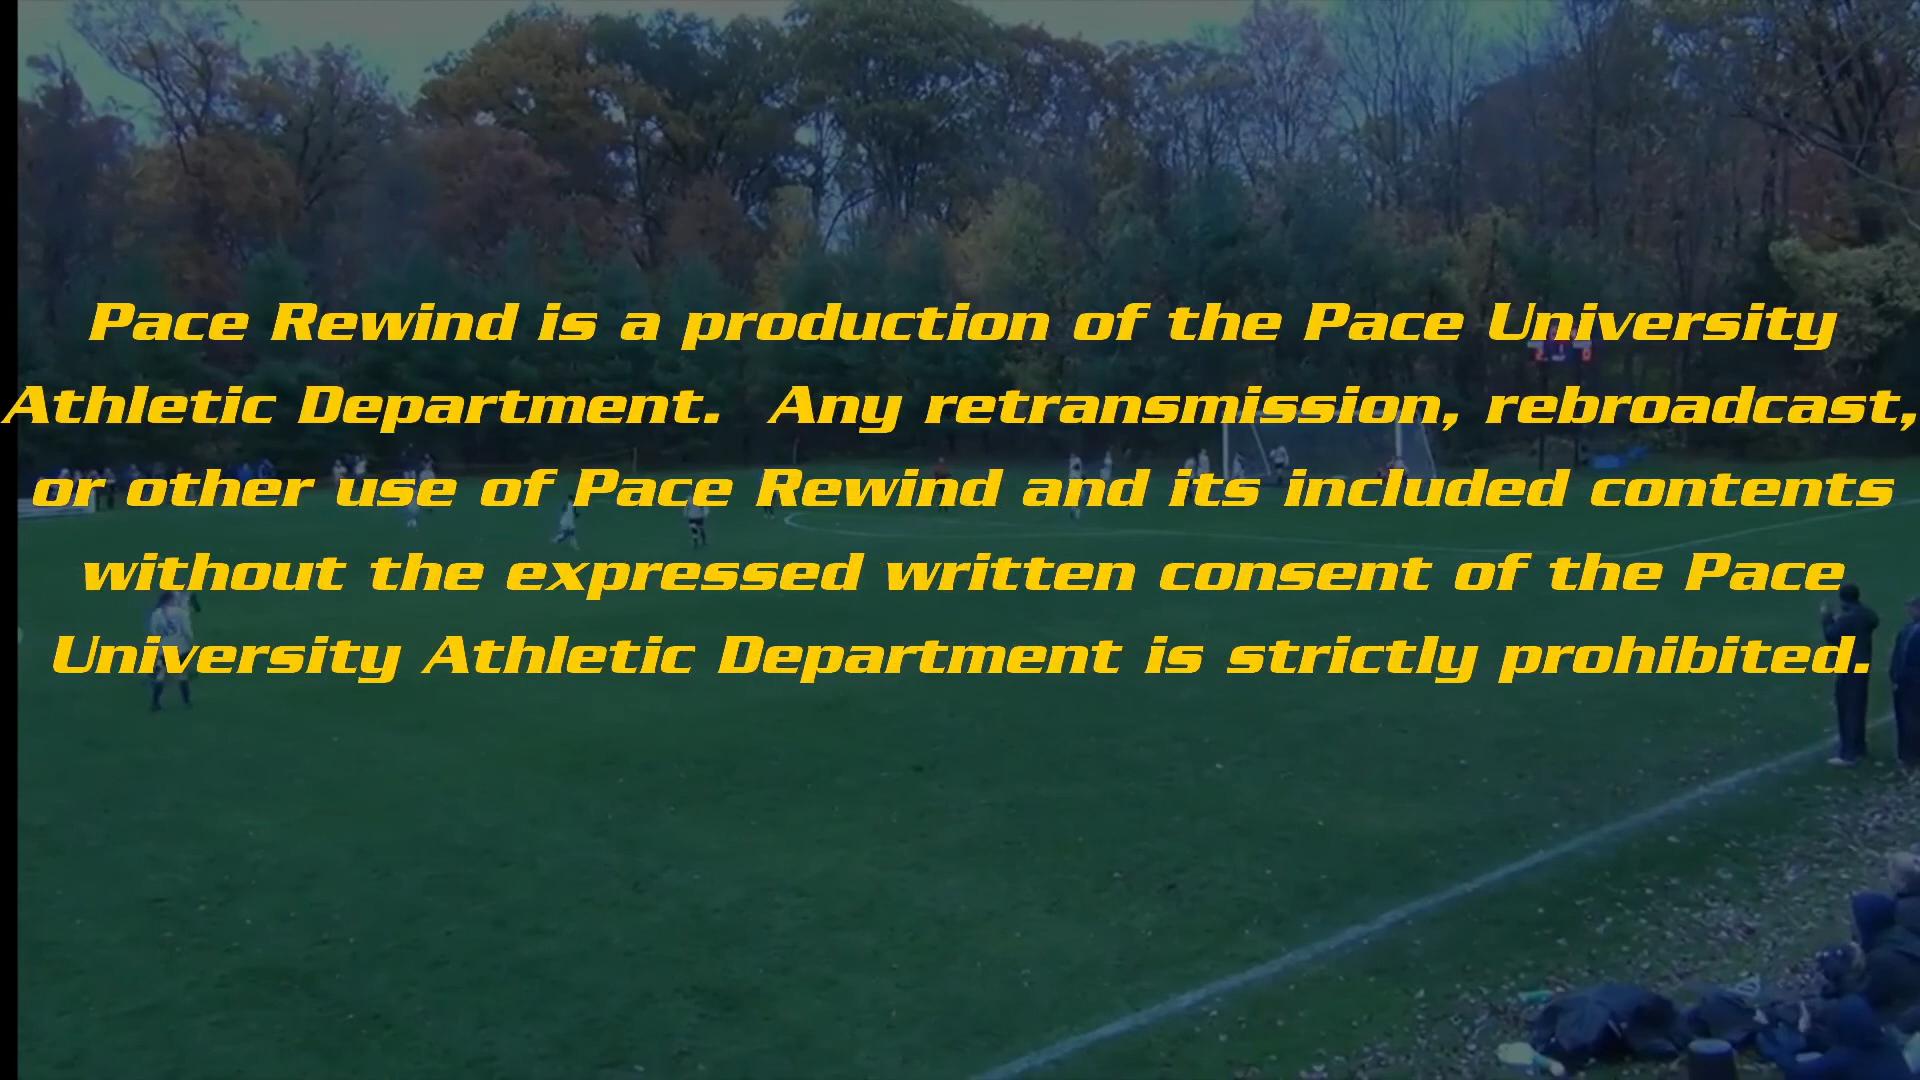 Pace Rewind is a production of the Pace University
Athletic Department.  Any retransmission, rebroadcast,
or other use of Pace Rewind and its included contents
without the expressed written consent of the Pace
University Athletic Department is strictly prohibited.